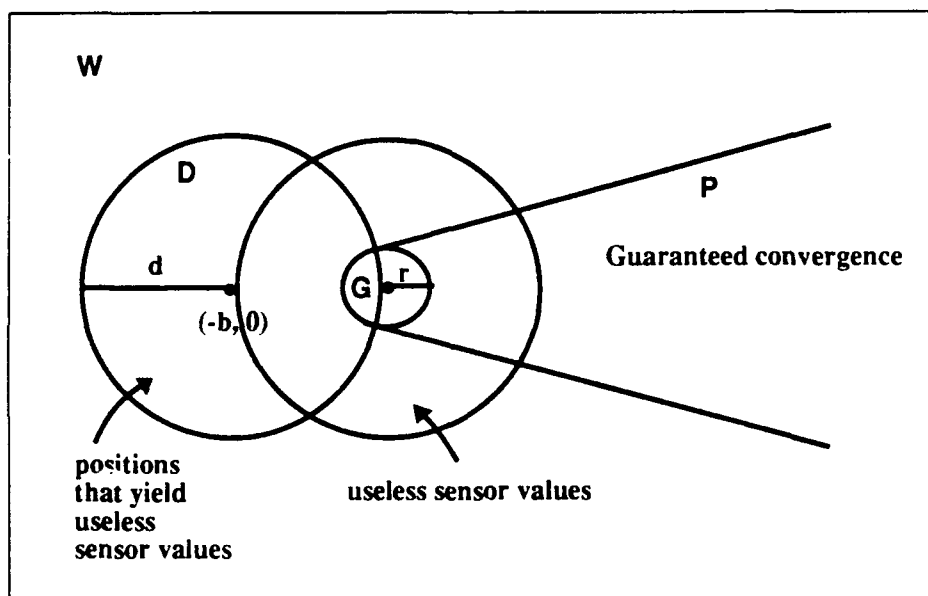 W
D
P
Guaranteed convergence
d
G
r
(-b, 0)
positions
that yield
useless
sensor values
useless sensor values